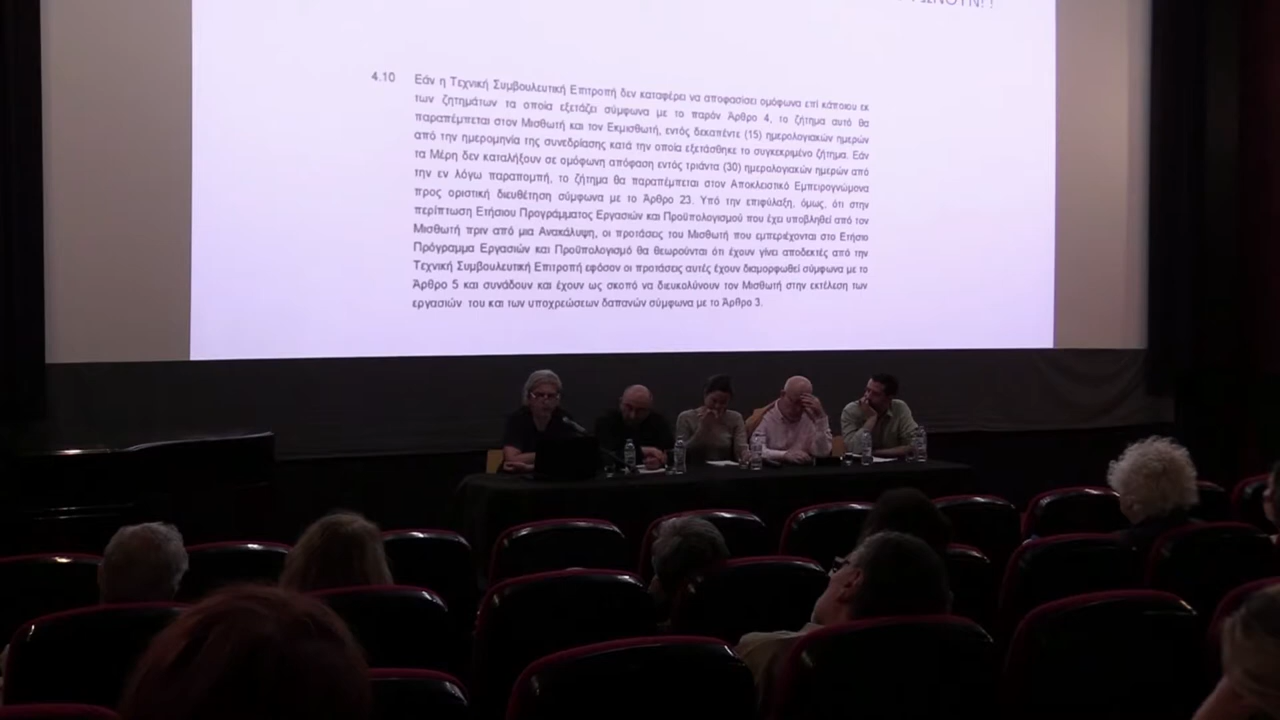 4.10 Εάν η Τεχνική Συμβουλευτική Επιτροπή δεν καταφέρει να αποφασίσει ομόφωνα επί κάποιου εκ
των ζητημάτων τα οποία εξετάζει σύμφωνα με το παρόν Άρθρο 4, το ζήτημα αυτό θα
παραπέμπεται στον Μισθωτή και τον Εκμισθωτή, εντός δεκαπέντε (15) ημερολογιακών ημερών
από την ημερομηνία της συνεδρίασης κατά την οποία εξετάσθηκε το συγκεκριμένο ζήτημα. Εάν
τα Μέρη δεν καταλήξουν σε ομόφωνη απόφαση εντός τριάντα (30) ημερολογιακών ημερών από
την εν λόγω παραπομπή, το ζήτημα θα παραπέμπεται στον Αποκλειστικό Εμπειρογνώμονα
προς οριστική διευθέτηση σύμφωνα με το Άρθρο 23. Υπό την επιφύλαξη, όμως, ότι στην
περίπτωση Ετήσιου Προγράμματος Εργασιών και Προϋπολογισμού που έχει υποβληθεί από τον
Μισθωτή πριν από μια Ανακάλυψη, οι προτάσεις του Μισθωτή που εμπεριέχονται στο Ετήσιο
Πρόγραμμα Εργασιών και Προϋπολογισμό θα θεωρούνται ότι έχουν γίνει αποδεκτές από την
Τεχνική Συμβουλευτική Επιτροπή εφόσον οι προτάσεις αυτές έχουν διαμορφωθεί σύμφωνα με το
Άρθρο 5 και συνάδουν και έχουν ως σκοπό να διευκολύνουν τον Μισθωτή στην εκτέλεση των
εργασιών του και των υποχρεώσεων δαπανών σύμφωνα με το Άρθρο 3.